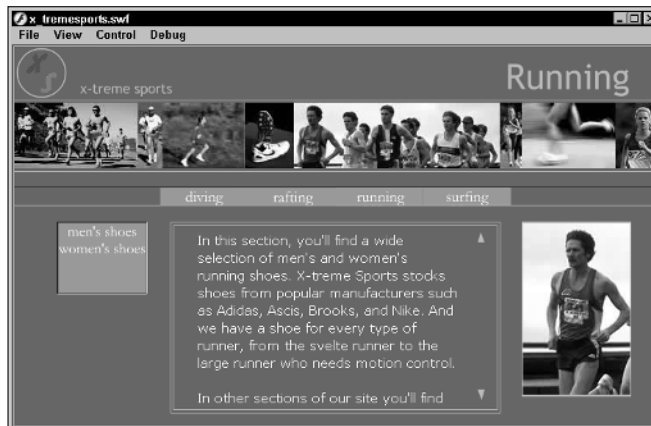 x_tremesports.swf
File View Control Debug
XS
x-treme sports
Running
diving rafting running surfing
men's shoes
women's shoes
In this section, you'll find a wide
selection of men's and women's
running shoes. X-treme Sports stocks
shoes from popular manufacturers such
as Adidas, Ascis, Brooks, and Nike. And
we have a shoe for every type of
runner, from the svelte runner to the
large runner who needs motion control.
In other sections of our site you'll find